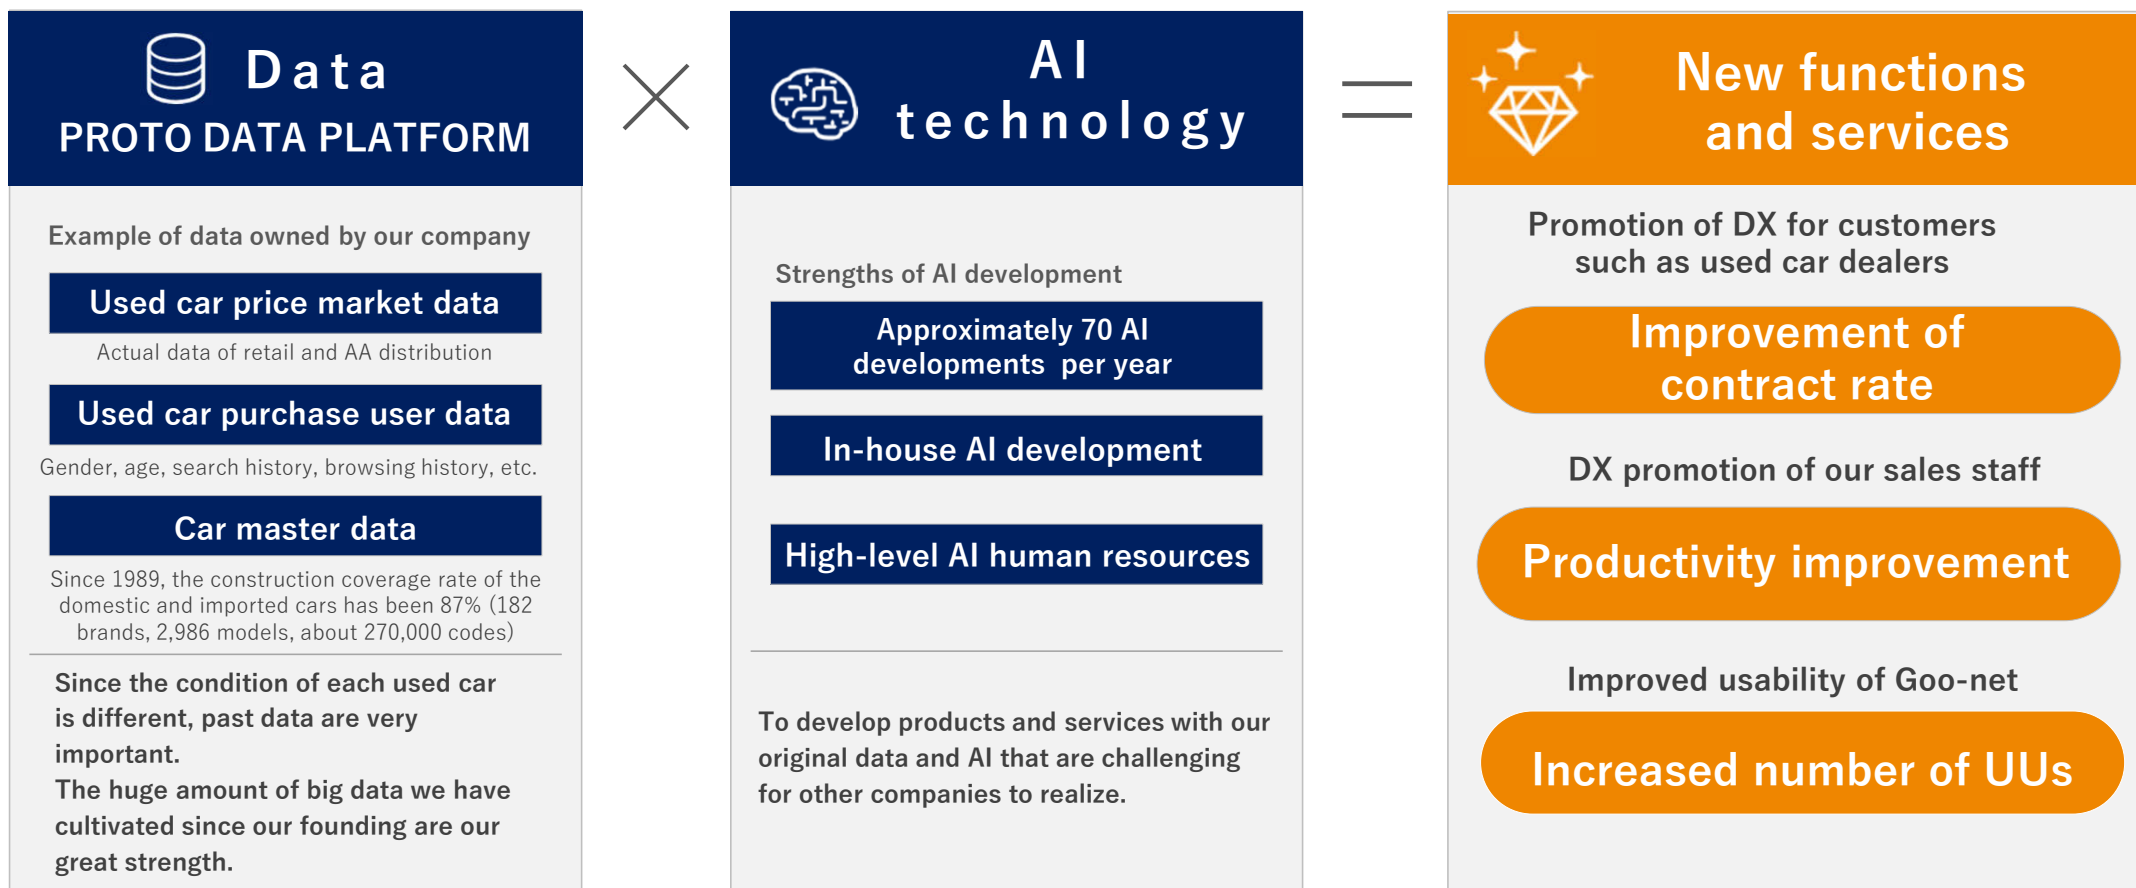 Data
PROTO DATA PLATFORM
Example of data owned by our company
Used car price market data
Actual data of retail and AA distribution
Used car purchase user data
Gender, age, search history, browsing history, etc.
Car master data
Since 1989, the construction coverage rate of the
domestic and imported cars has been 87% (182
brands, 2,986 models, about 270,000 codes)
Since the condition of each used car
is different, past data are very
important.
The huge amount of big data we have
cultivated since our founding are our
great strength.
×
AI
technology
Strengths of AI development
Approximately 70 AI
developments per year
In-house AI development
High-level AI human resources
To develop products and services with our
original data and AI that are challenging
for other companies to realize.
=
New functions
and services
Promotion of DX for customers
such as used car dealers
Improvement of
contract rate
DX promotion of our sales staff
Productivity improvement
Improved usability of Goo-net
Increased number of UUs